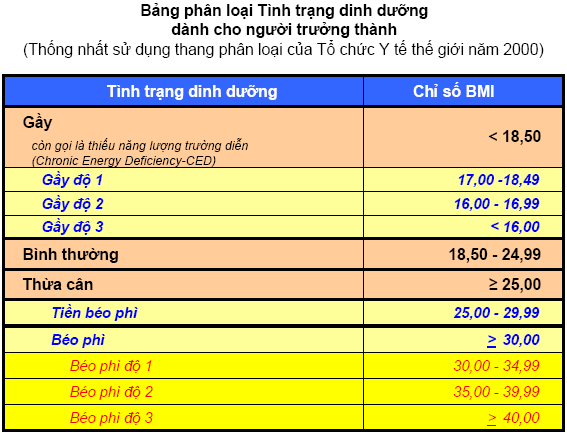 Bảng phân loại Tình trạng dinh dưỡng
dành cho người trưởng thành
(Thống nhất sử dụng thang phân loại của Tổ chức Y tế thế giới năm 2000)
Tình trạng dinh dưỡng Chỉ số BMI
Gầy < 18,50
còn gọi là thiếu năng lượng trường diễn
(Chronic Energy Deficiency-CED)
Gầy độ 1 17,00 -18,49
Gầy độ 2 16,00 - 16,99
Gầy độ 3 < 16,00
Bình thường 18,50 - 24,99
Thừa cân ≥ 25,00
Tiền béo phì 25,00 - 29,99
Béo phì ≥ 30,00
Béo phì độ 1 30,00 - 34,99
Béo phì độ 2 35,00 - 39,99
Béo phì độ 3 ≥ 40,00